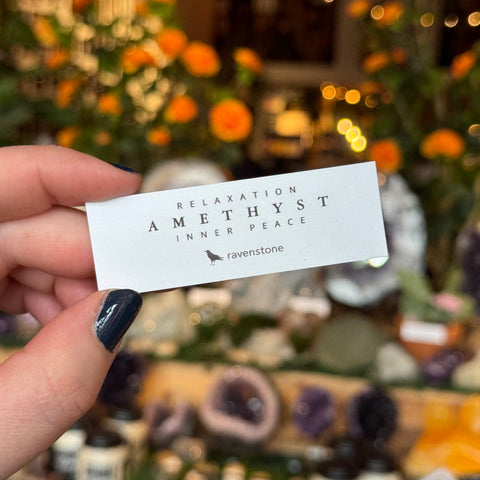 RELAXATION
AMETHYST
INNER PEACE
ravenstone